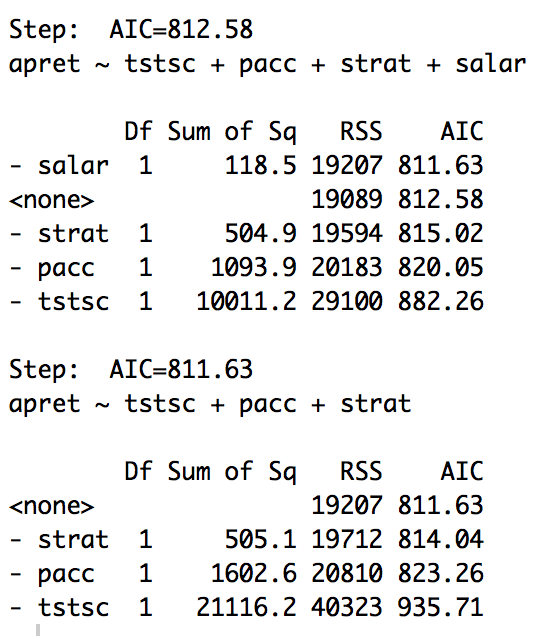 Step:  AIC=812.58
apret ~ tstsc + pacc + strat + salar

        Df Sum of Sq   RSS    AIC
- salar  1     118.5 19207 811.63
<none>               19089 812.58
- strat  1     504.9 19594 815.02
- pacc   1    1093.9 20183 820.05
- tstsc  1   10011.2 29100 882.26

Step:  AIC=811.63
apret ~ tstsc + pacc + strat

        Df Sum of Sq   RSS    AIC
<none>               19207 811.63
- strat  1     505.1 19712 814.04
- pacc   1    1602.6 20810 823.26
- tstsc  1   21116.2 40323 935.71